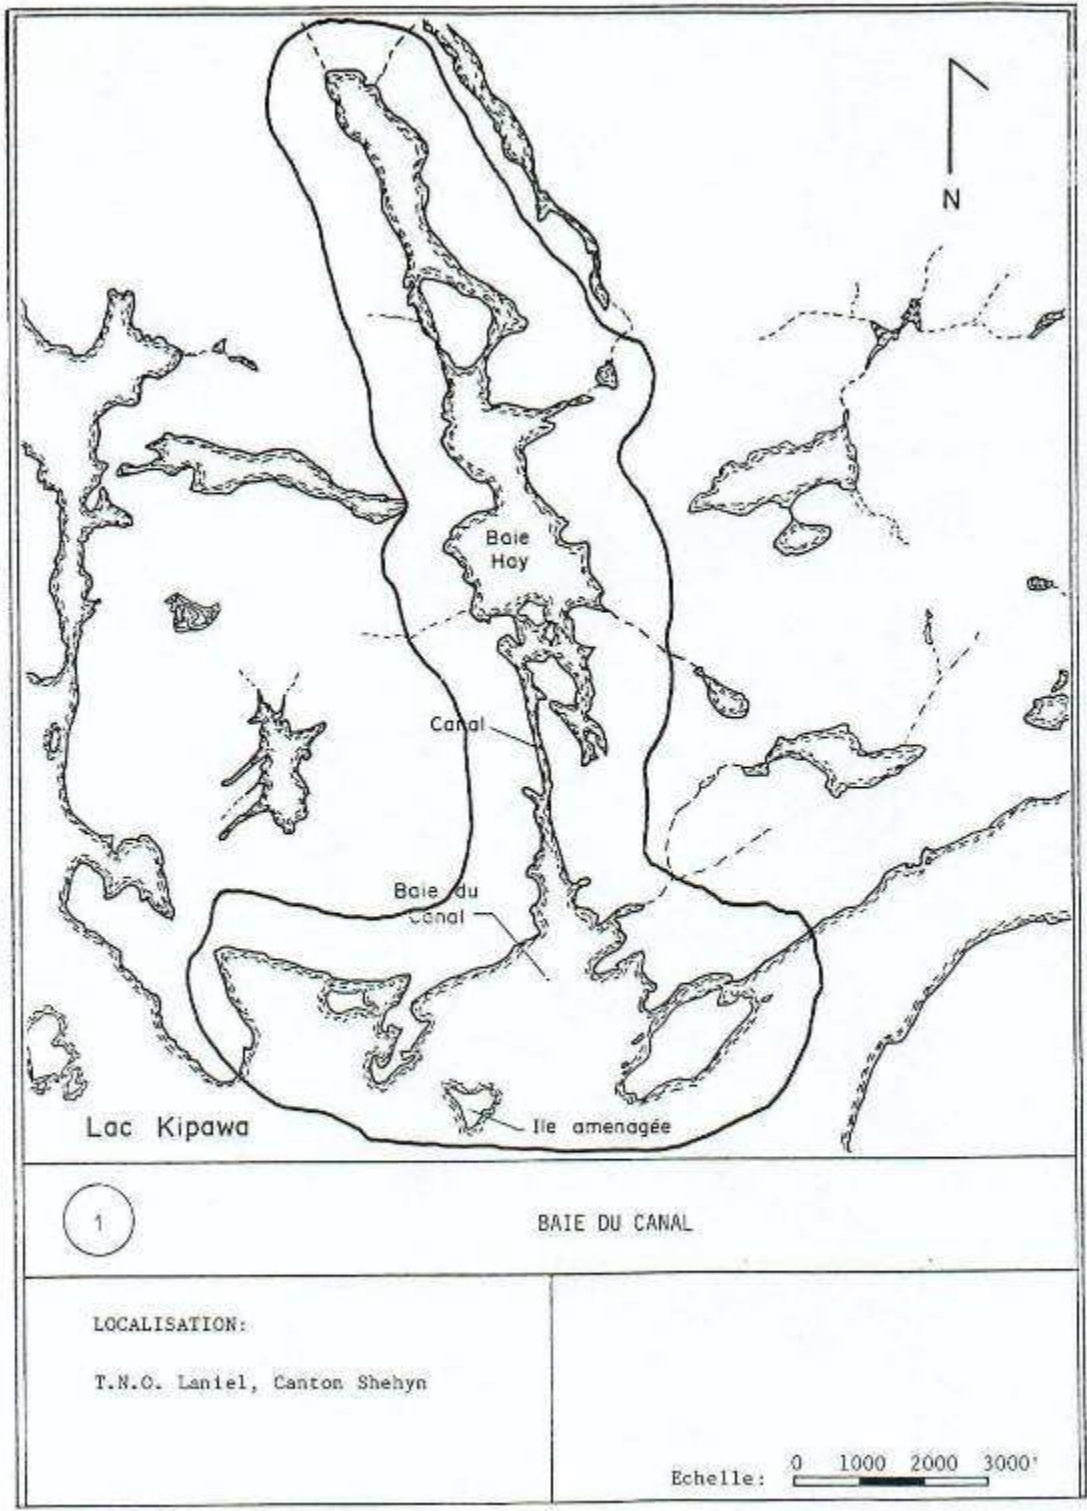 N
Baie
Hoy
Canal
Baie du
Canal
Ile amenagée
Lac Kipawa
1
BAIE DU CANAL
LOCALISATION:
T.N.O. Laniel, Canton Shehyn
Echelle:
0 1000 2000 3000'